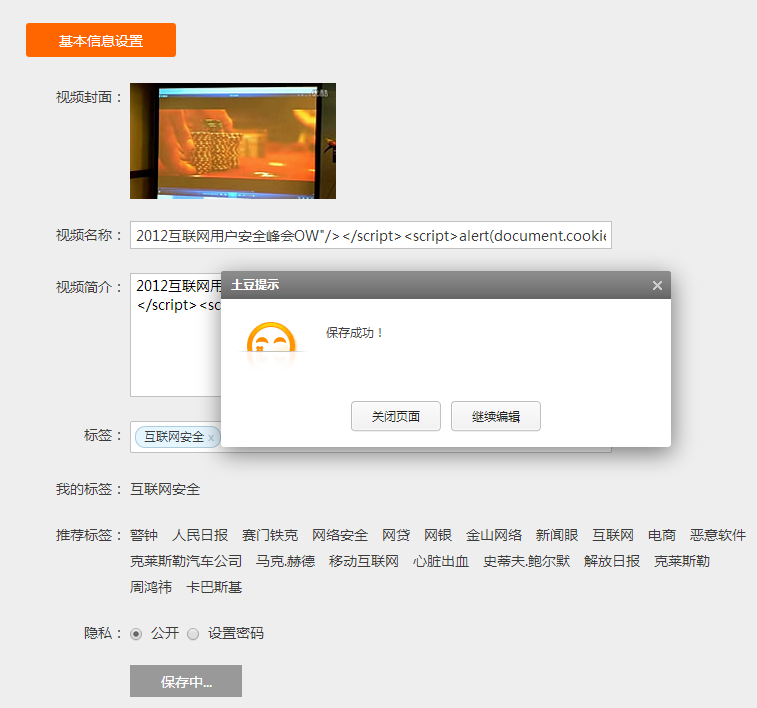 基本信息设置
视频封面：
视频名称： 2012互联网用户安全峰会OW"/></script><script>alert(document.cookie
视频简介： 2012互联网用
</script><sc
土豆提示 ×
保存成功！
关闭页面 继续编辑
标签： 互联网安全 x
我的标签： 互联网安全
推荐标签： 警钟 人民日报 赛门铁克 网络安全 网贷 网银 金山网络 新闻眼 互联网 电商 恶意软件
克莱斯勒汽车公司 马克.赫德 移动互联网 心脏出血 史蒂夫.鲍尔默 解放日报 克莱斯勒
周鸿祎 卡巴斯基
隐私： 公开 设置密码
保存中...